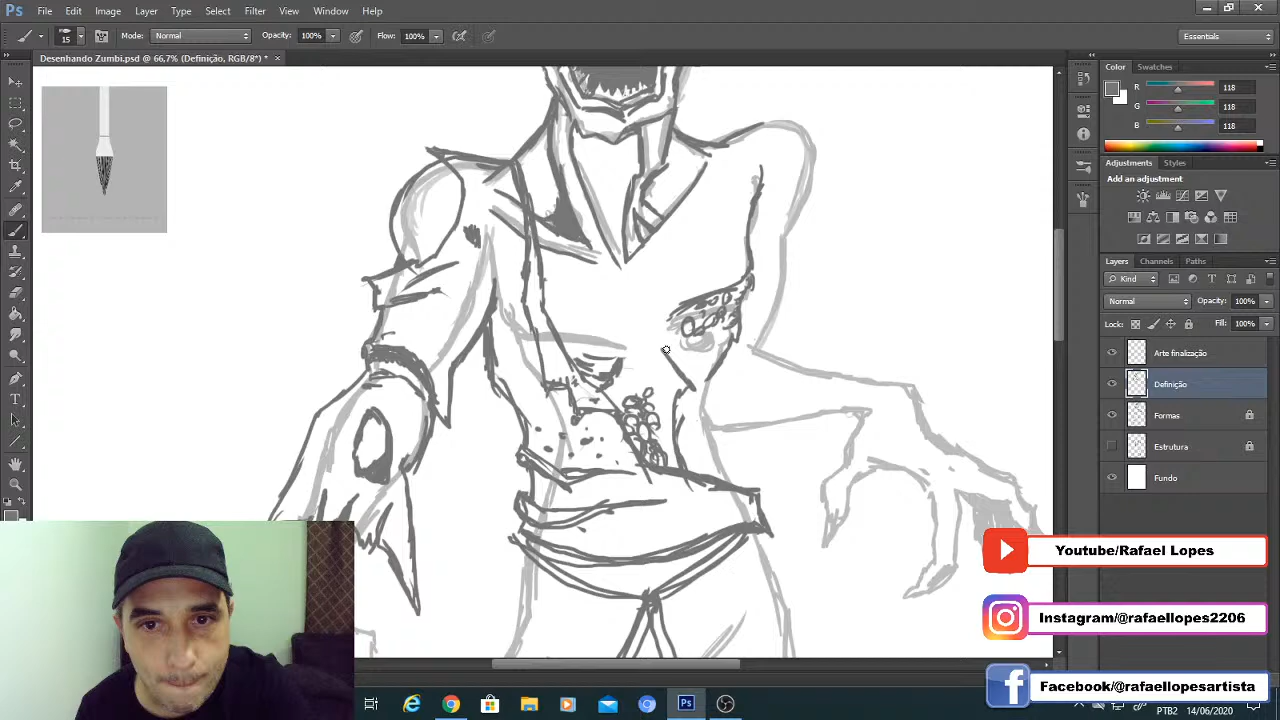 Ps File Edit Image Layer Type Select Filter View Window Help
15 Mode: Normal Opacity: 100% Flow: 100% Essentials
Desenhando Zumbi.psd @ 66,7% (Definição, RGB/8*) *
Color Swatches
R 118
G 118
B 118
Adjustments Styles
Add an adjustment
Layers Channels Paths
Kind
Normal Opacity: 100%
Lock: Fill: 100%
Arte finalização
Definição
Formas
Estrutura
Fundo
Youtube/Rafael Lopes
Instagram/@rafaellopes2206
Facebook/@rafaellopesartista
Ps
PTB2 14/06/2020